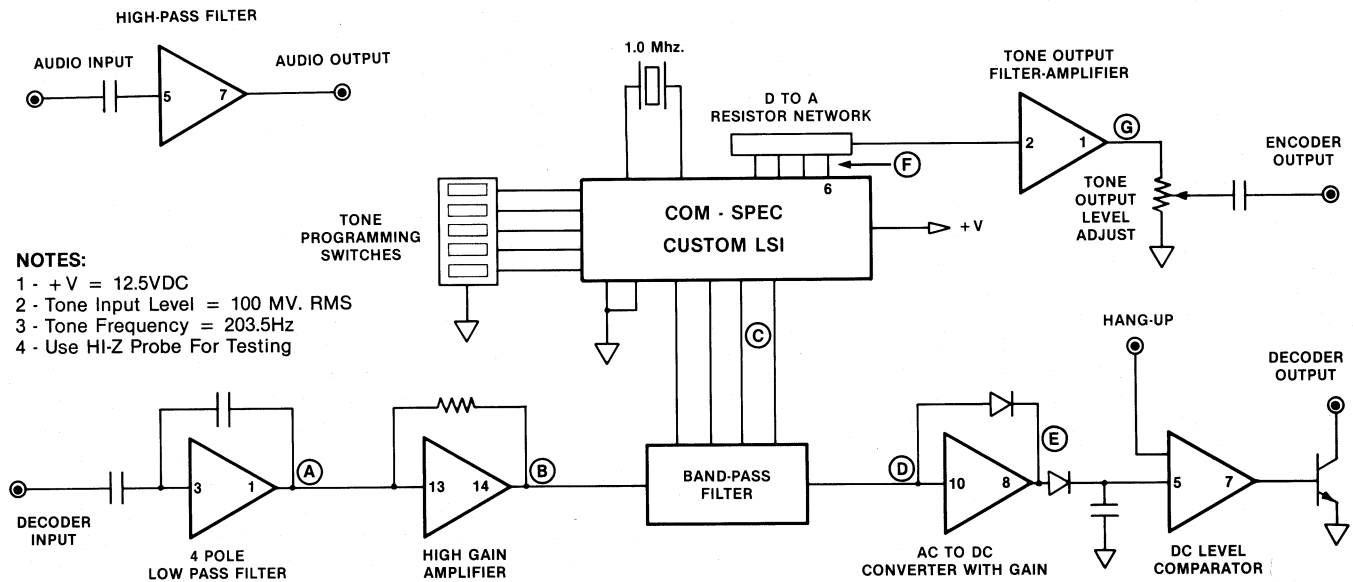 HIGH-PASS FILTER
AUDIO INPUT
AUDIO OUTPUT
5
7
1.0 Mhz.
D TO A
RESISTOR NETWORK
F
6
TONE OUTPUT
FILTER-AMPLIFIER
2
1
G
ENCODER
OUTPUT
TONE
OUTPUT
LEVEL
ADJUST
TONE
PROGRAMMING
SWITCHES
COM - SPEC
CUSTOM LSI
+V
NOTES:
1 - +V = 12.5VDC
2 - Tone Input Level = 100 MV. RMS
3 - Tone Frequency = 203.5Hz
4 - Use HI-Z Probe For Testing
C
HANG-UP
DECODER
OUTPUT
DECODER
INPUT
3
1
A
4 POLE
LOW PASS FILTER
13
14
B
HIGH GAIN
AMPLIFIER
BAND-PASS
FILTER
D
10
8
E
AC TO DC
CONVERTER WITH GAIN
5
7
DC LEVEL
COMPARATOR